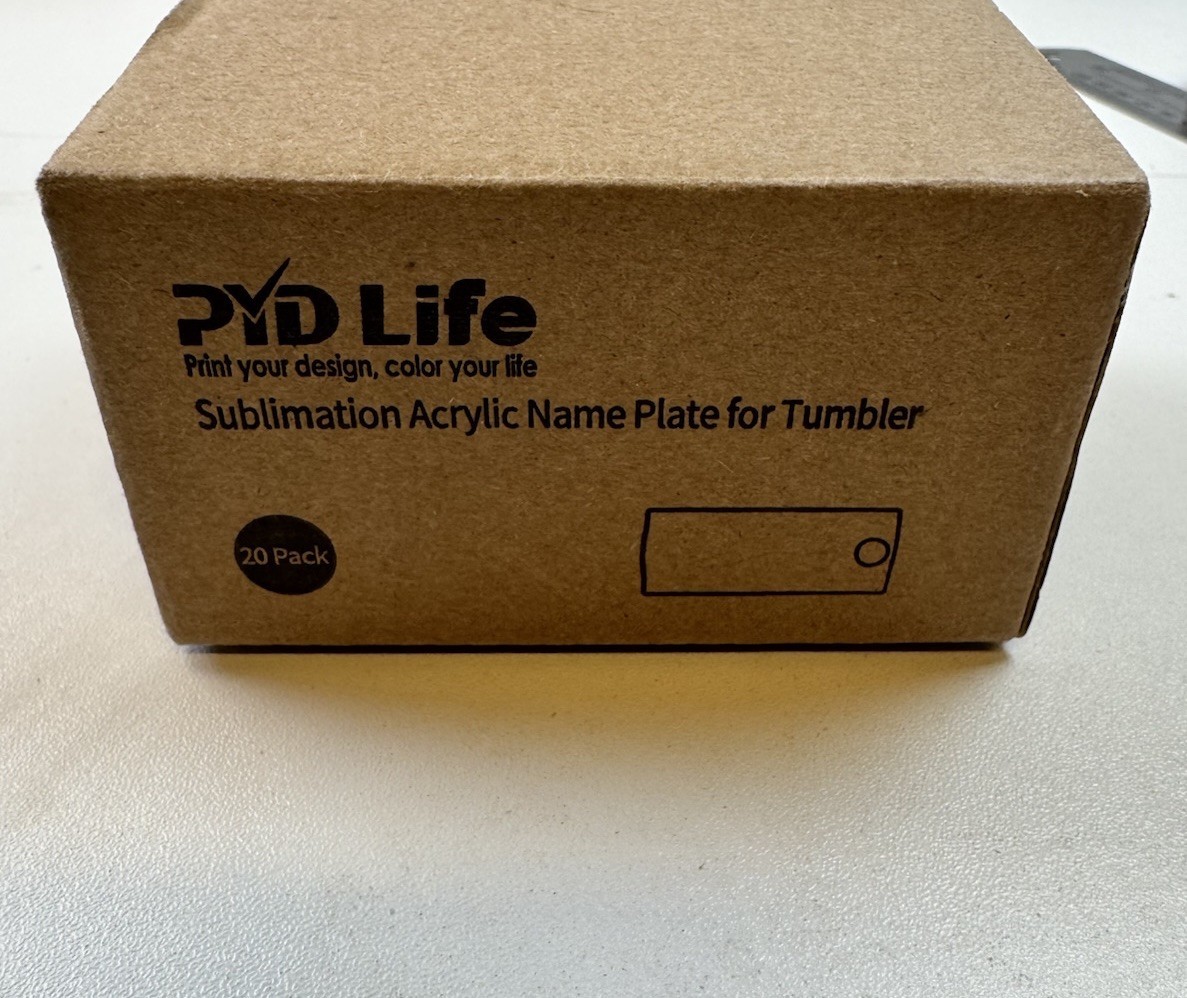 PYD Life
Print your design, color your life
Sublimation Acrylic Name Plate for Tumbler
20 Pack